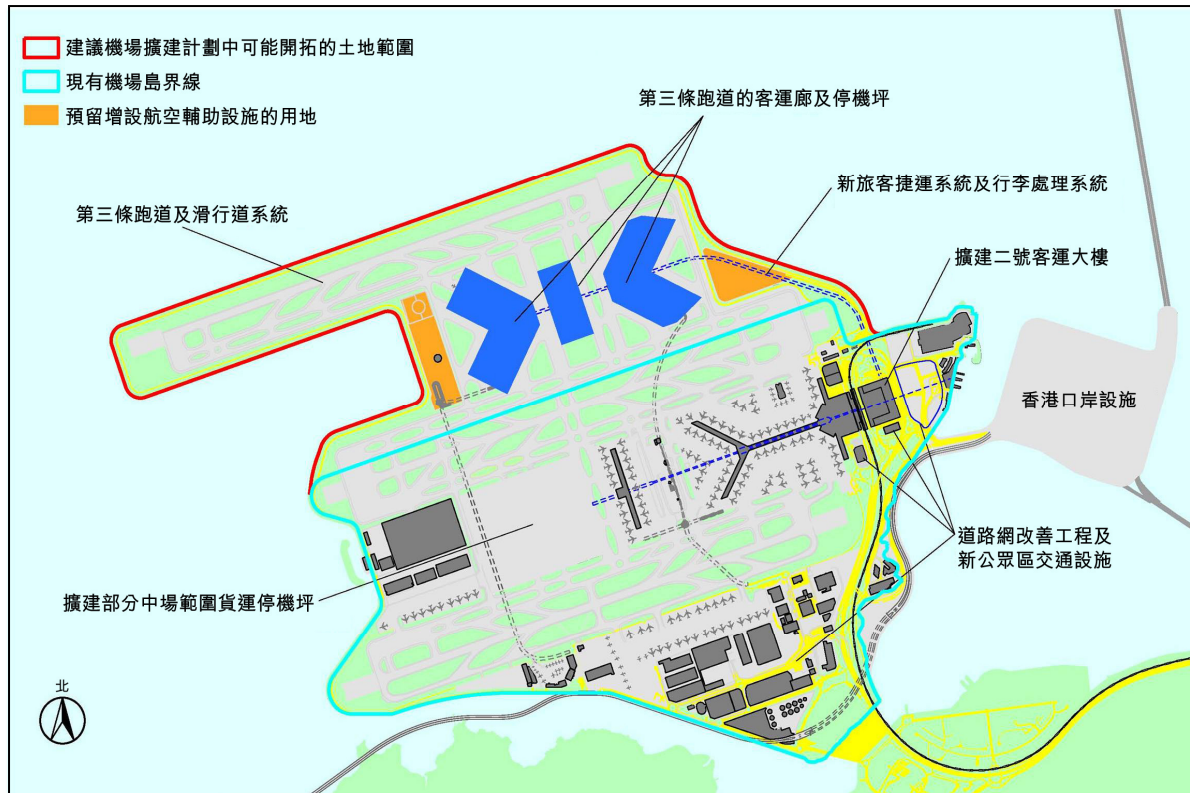 建議機場擴建計劃中可能開拓的土地範圍
現有機場島界線
預留增設航空輔助設施的用地
第三條跑道的客運廊及停機坪
新旅客捷運系統及行李處理系統
第三條跑道及滑行道系統
擴建二號客運大樓
香港口岸設施
道路網改善工程及
新公眾區交通設施
擴建部分中場範圍貨運停機坪
北